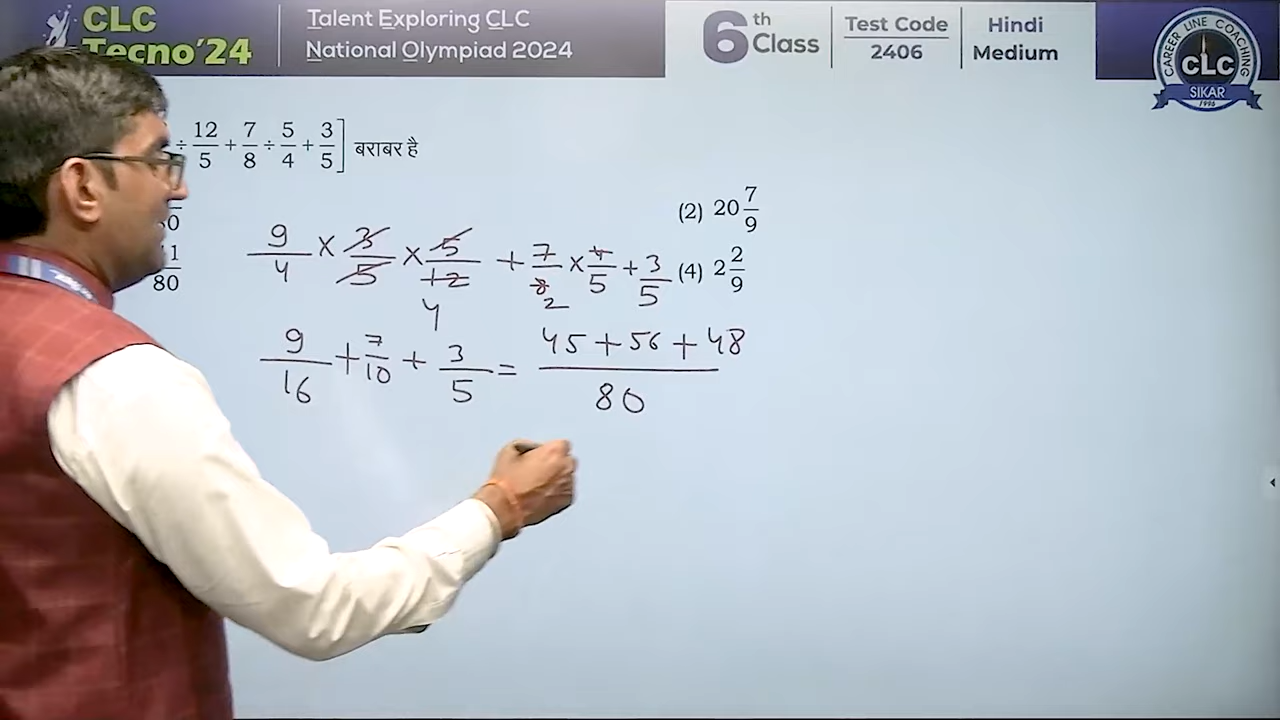 CLC
Tecno'24
Talent Exploring CLC
National Olympiad 2024
6th Class
Test Code
2406
Hindi
Medium
CAREER LINE COACHING
CLC
SIKAR
1996
÷ 12/5 + 7/8 ÷ 5/4 + 3/5] बराबर है
(2) 20 7/9
80
(4) 2 2/9
9/4 × 3/5 × 5/12 + 7/8 × 4/5 + 3/5
4 2
9/16 + 7/10 + 3/5 = 45 + 56 + 48 / 80